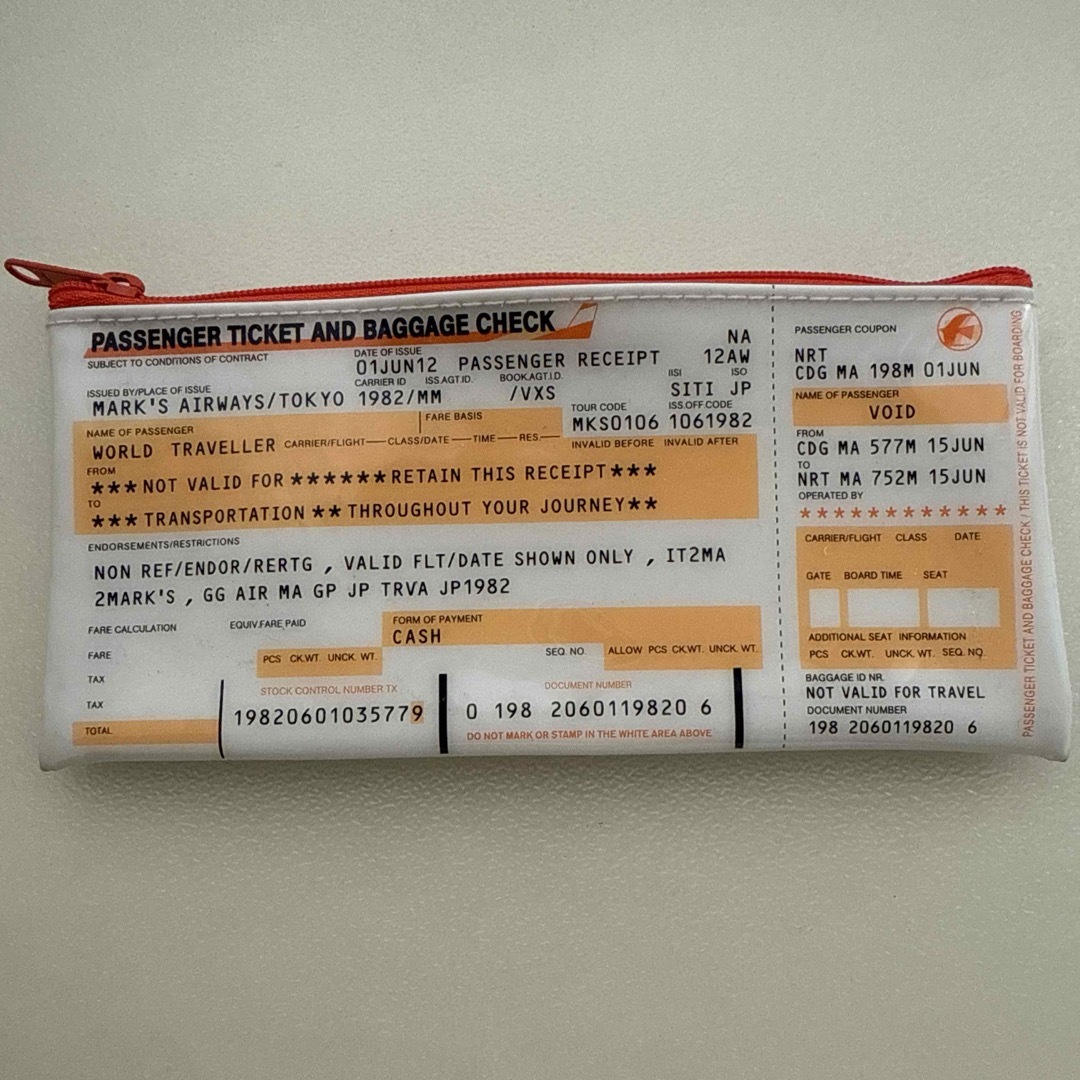 PASSENGER TICKET AND BAGGAGE CHECK
SUBJECT TO CONDITIONS OF CONTRACT
NA
DATE OF ISSUE
01JUN12 PASSENGER RECEIPT 12AW
CARRIER ID ISS.AGT.ID. BOOK.AGT.I.D. IISI ISO
ISSUED BY/PLACE OF ISSUE
MARK'S AIRWAYS/TOKYO 1982/MM /VXS SITI JP
TOUR CODE ISS.OFF.CODE
MKS0106 1061982
NAME OF PASSENGER FARE BASIS
WORLD TRAVELLER CARRIER/FLIGHT CLASS/DATE TIME RES. INVALID BEFORE INVALID AFTER
FROM
***NOT VALID FOR ******RETAIN THIS RECEIPT***
TO
***TRANSPORTATION **THROUGHOUT YOUR JOURNEY**
ENDORSEMENTS/RESTRICTIONS
NON REF/ENDOR/RERTG , VALID FLT/DATE SHOWN ONLY , IT2MA
2MARK'S , GG AIR MA GP JP TRVA JP1982
FARE CALCULATION EQUIV.FARE PAID FORM OF PAYMENT
CASH
FARE PCS CK.WT. UNCK. WT. SEQ. NO. ALLOW PCS CK.WT. UNCK. WT.
TAX STOCK CONTROL NUMBER TX DOCUMENT NUMBER
TAX 19820601035779 0 198 2060119820 6
TOTAL DO NOT MARK OR STAMP IN THE WHITE AREA ABOVE
PASSENGER COUPON
NRT
CDG MA 198M 01JUN
NAME OF PASSENGER
VOID
FROM
CDG MA 577M 15JUN
TO
NRT MA 752M 15JUN
OPERATED BY
***********
CARRIER/FLIGHT CLASS DATE
GATE BOARD TIME SEAT
ADDITIONAL SEAT INFORMATION
PCS CK.WT. UNCK. WT. SEQ. NO.
BAGGAGE ID NR.
NOT VALID FOR TRAVEL
DOCUMENT NUMBER
198 2060119820 6
PASSENGER TICKET AND BAGGAGE CHECK / THIS TICKET IS NOT VALID FOR BOARDING